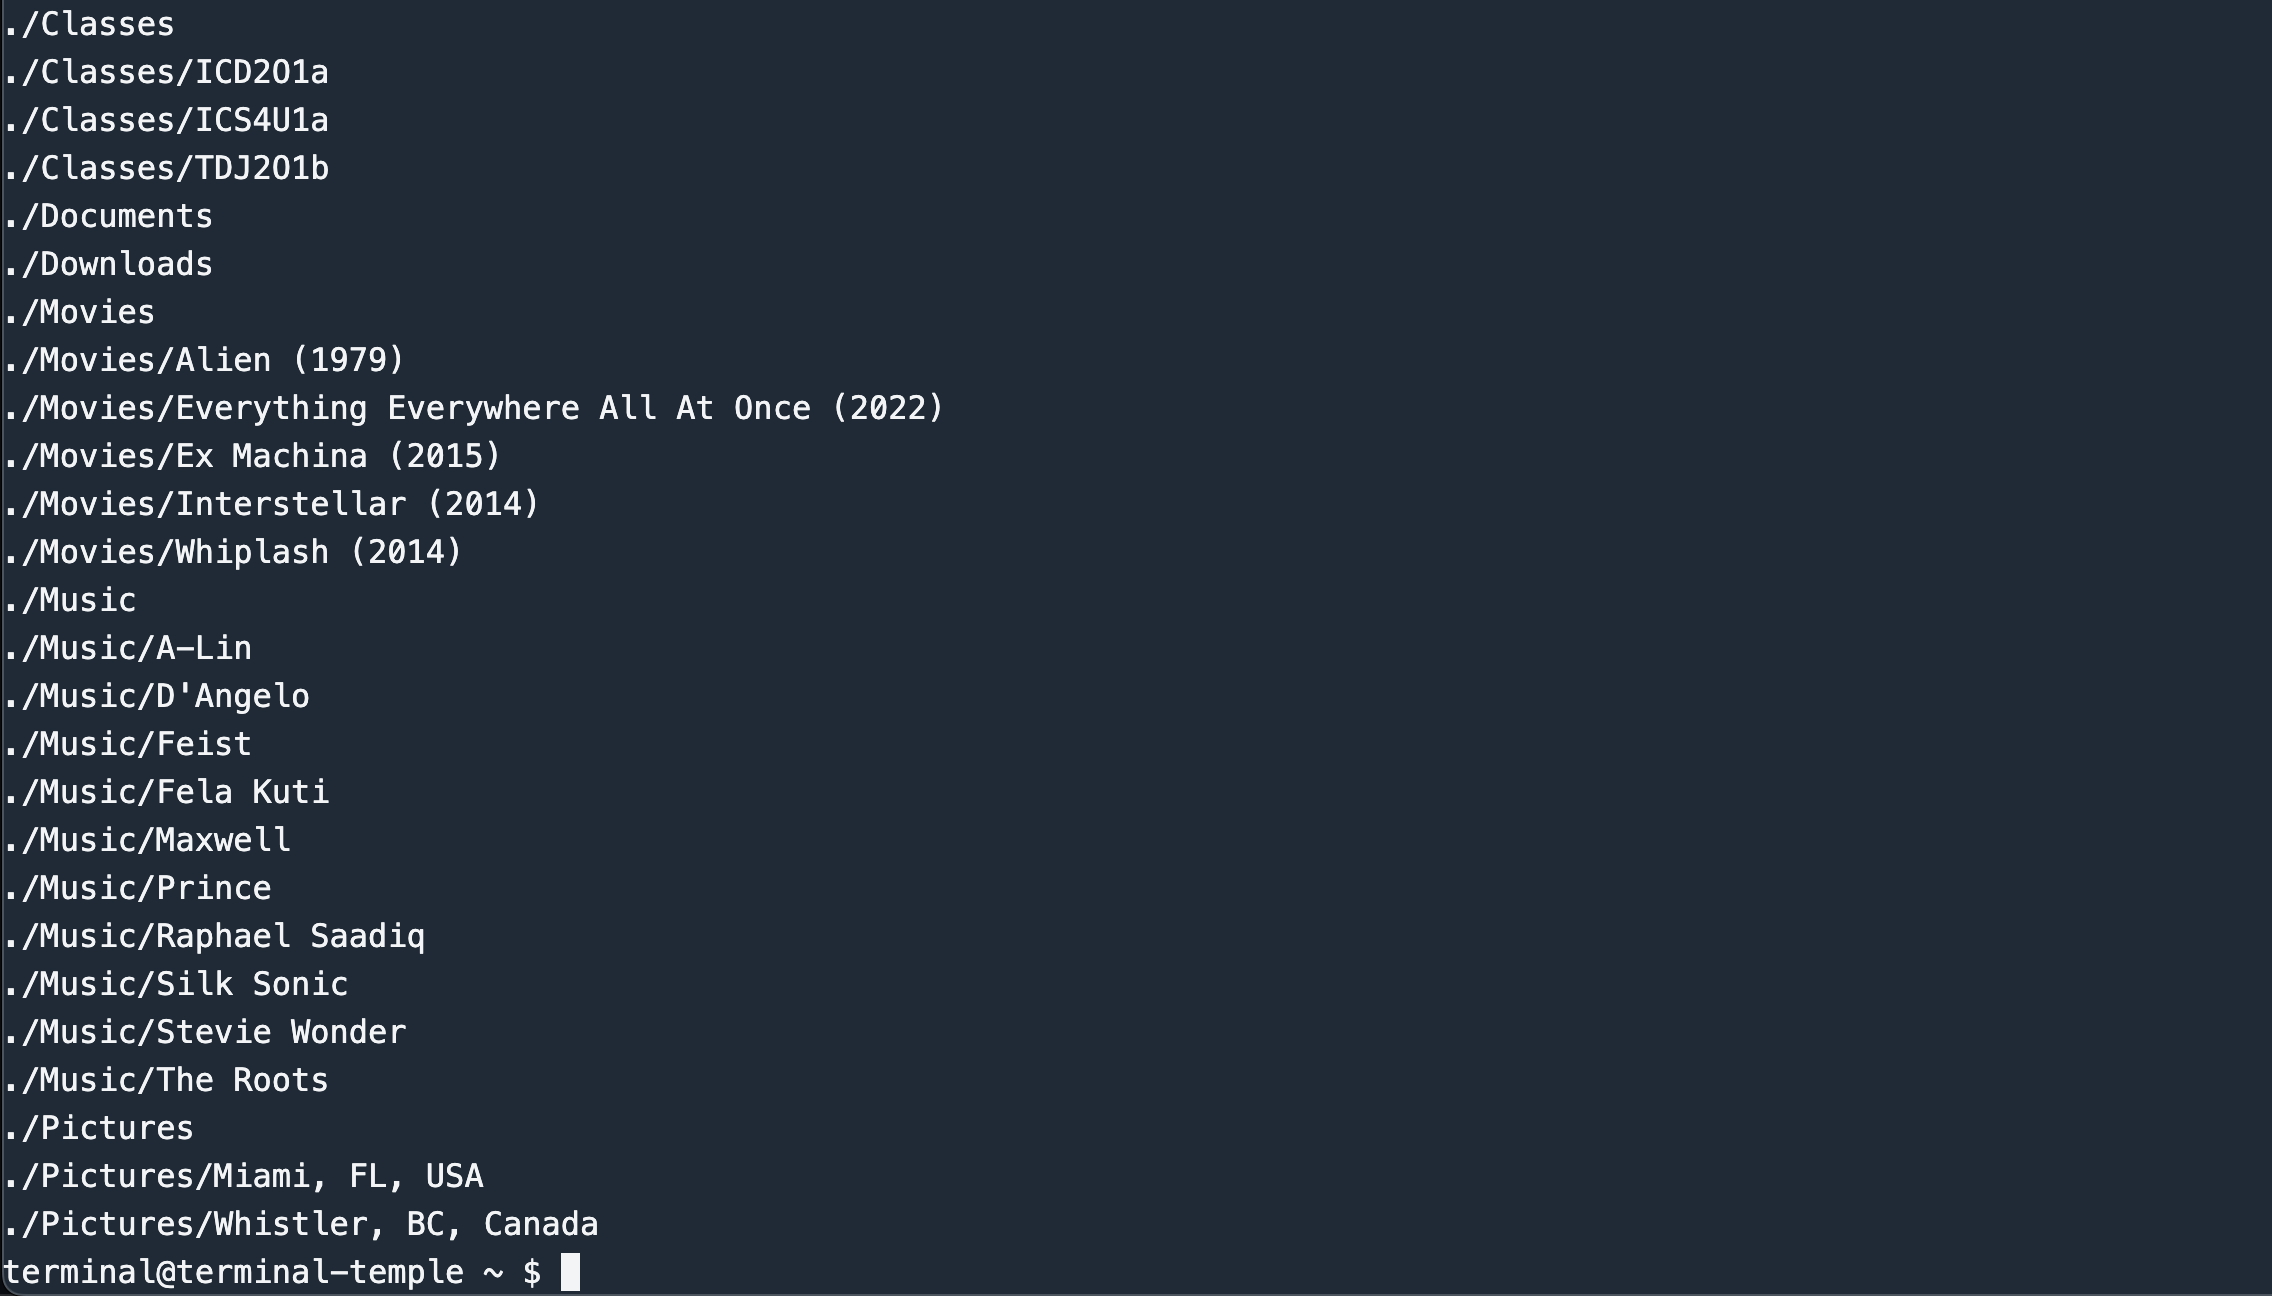 ./Classes
./Classes/ICD2O1a
./Classes/ICS4U1a
./Classes/TDJ2O1b
./Documents
./Downloads
./Movies
./Movies/Alien (1979)
./Movies/Everything Everywhere All At Once (2022)
./Movies/Ex Machina (2015)
./Movies/Interstellar (2014)
./Movies/Whiplash (2014)
./Music
./Music/A-Lin
./Music/D'Angelo
./Music/Feist
./Music/Fela Kuti
./Music/Maxwell
./Music/Prince
./Music/Raphael Saadiq
./Music/Silk Sonic
./Music/Stevie Wonder
./Music/The Roots
./Pictures
./Pictures/Miami, FL, USA
./Pictures/Whistler, BC, Canada
terminal@terminal-temple ~ $